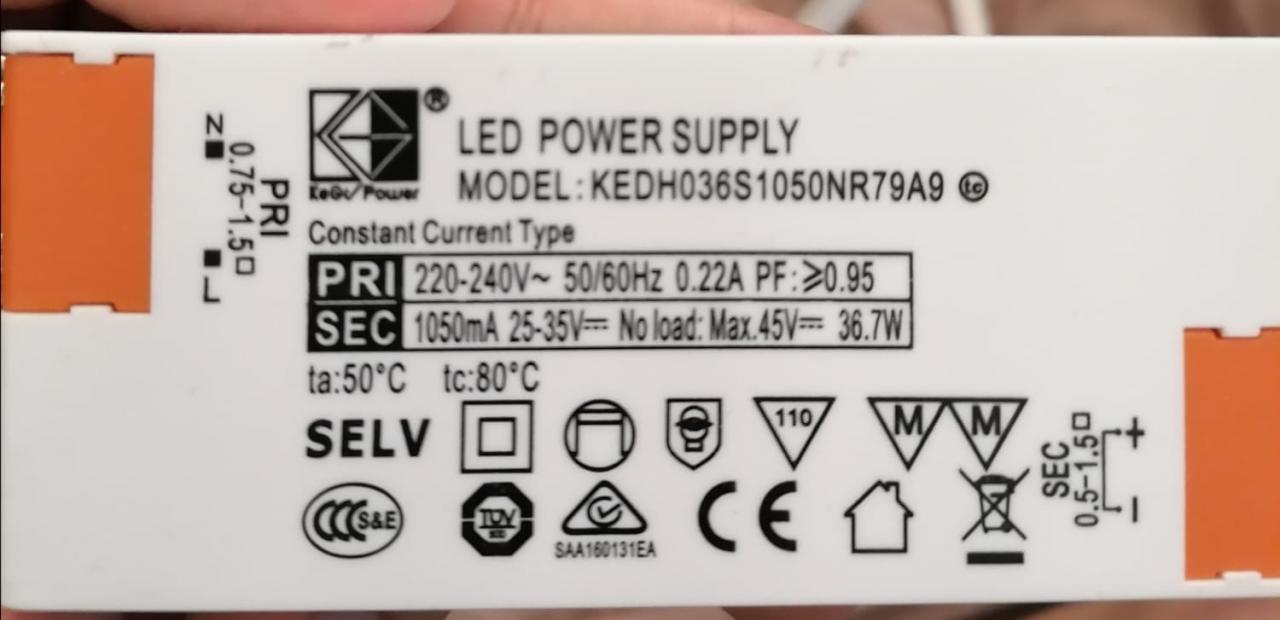 KeGu Power ®
LED POWER SUPPLY
MODEL: KEDH036S1050NR79A9 tc
Constant Current Type
PRI 220-240V~ 50/60Hz 0.22A PF:≥0.95
SEC 1050mA 25-35V⎓ No load: Max.45V⎓ 36.7W
ta:50°C tc:80°C
SELV
110
M M
S&E
TÜV
SAA160131EA
CE
N
L
0.75-1.5□
PRI
SEC
0.5-1.5□
+
-